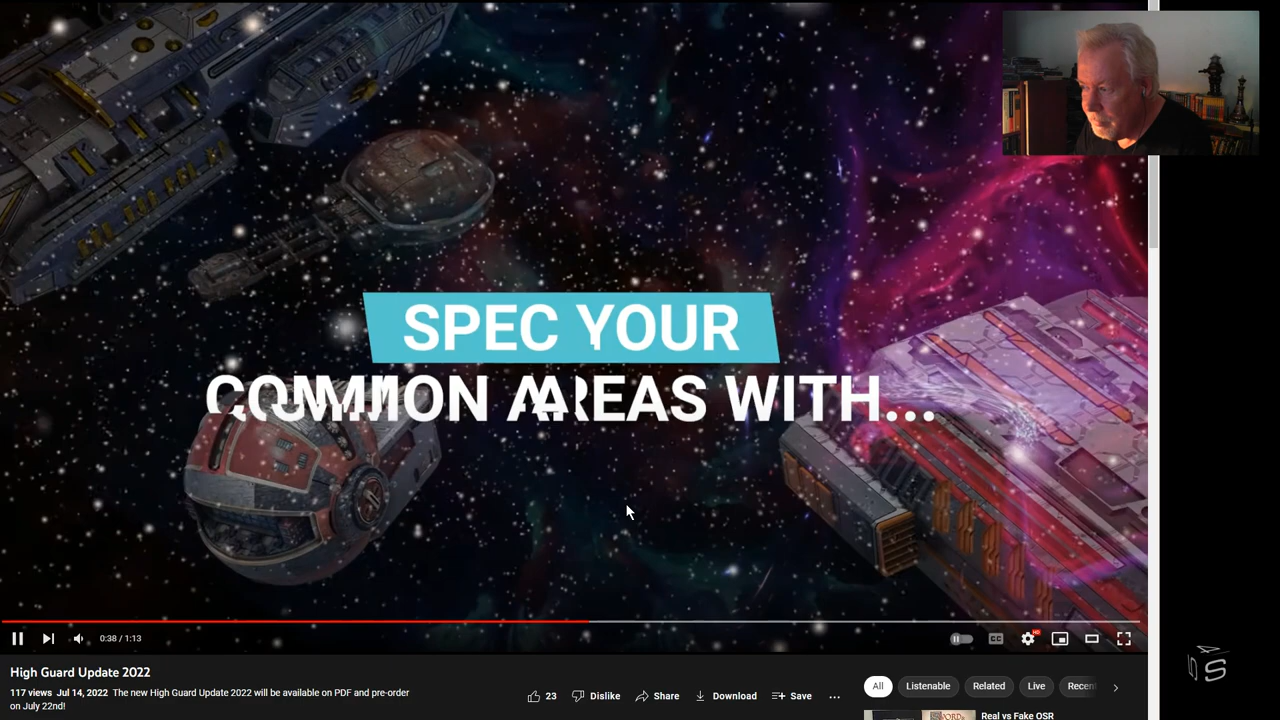 SPEC YOUR
COMMON AREAS WITH...
0:38 / 1:13
CC
HD
High Guard Update 2022
117 views Jul 14, 2022 The new High Guard Update 2022 will be available on PDF and pre-order
on July 22nd!
23
Dislike
Share
Download
Save
All
Listenable
Related
Live
Recen
Real vs Fake OSR